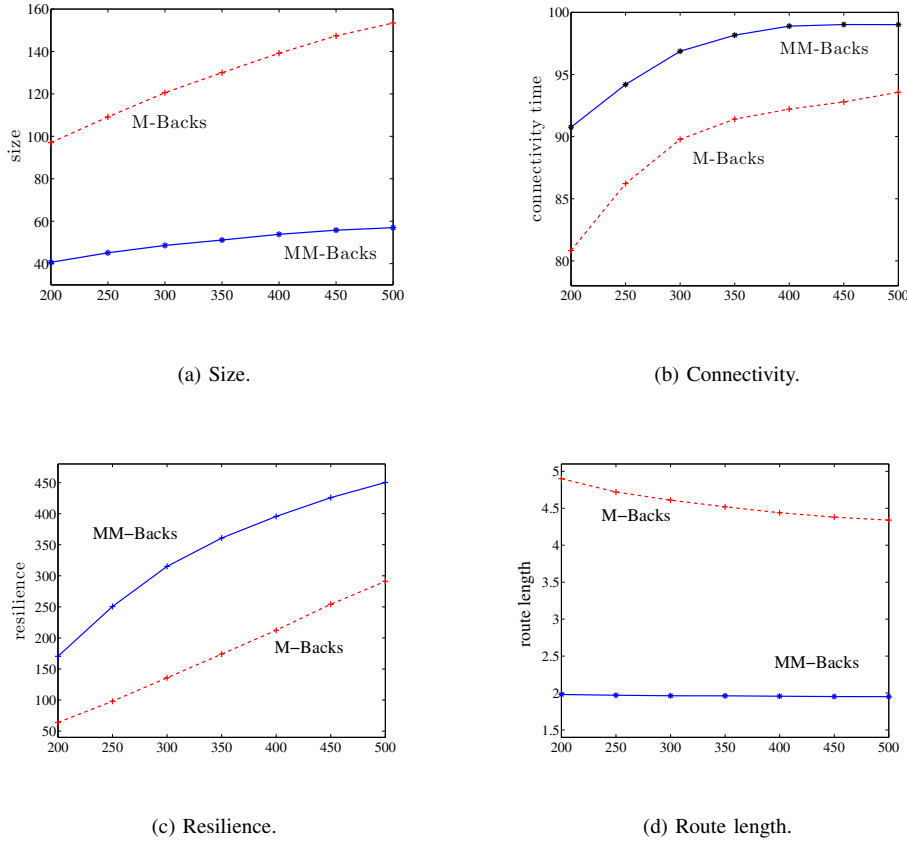 160
140
120
100
80
60
40
size
M-Backs
MM-Backs
200 250 300 350 400 450 500
(a) Size.
100
95
90
85
80
connectivity time
MM-Backs
M-Backs
200 250 300 350 400 450 500
(b) Connectivity.
450
400
350
300
250
200
150
100
50
resilience
MM−Backs
M−Backs
200 250 300 350 400 450 500
(c) Resilience.
5
4.5
4
3.5
3
2.5
2
1.5
route length
M−Backs
MM−Backs
200 250 300 350 400 450 500
(d) Route length.